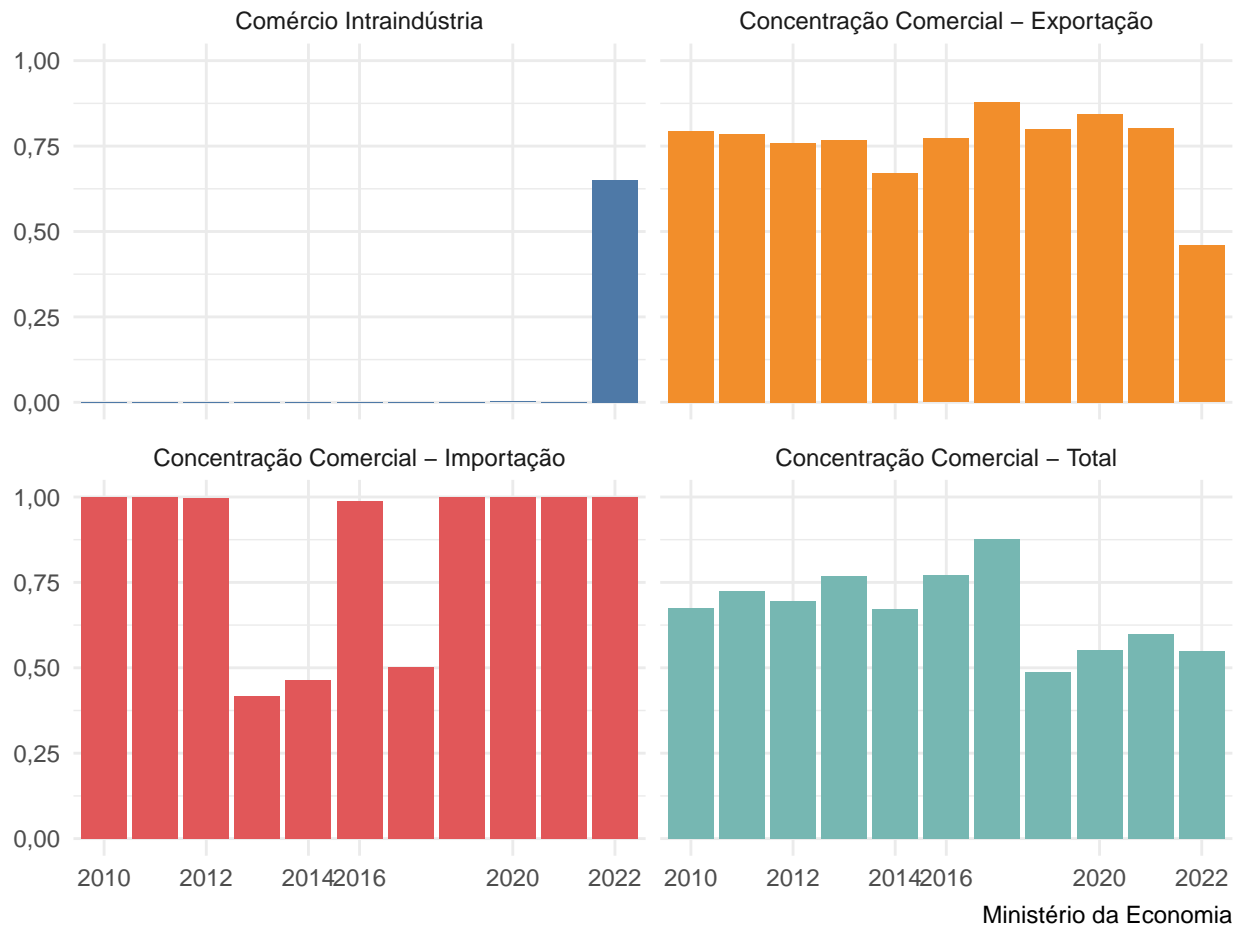 Comércio Intraindústria
Concentração Comercial – Exportação
1,00
0,75
0,50
0,25
0,00
Concentração Comercial – Importação
Concentração Comercial – Total
1,00
0,75
0,50
0,25
0,00
2010 2012 2014 2016 2020 2022
2010 2012 2014 2016 2020 2022
Ministério da Economia